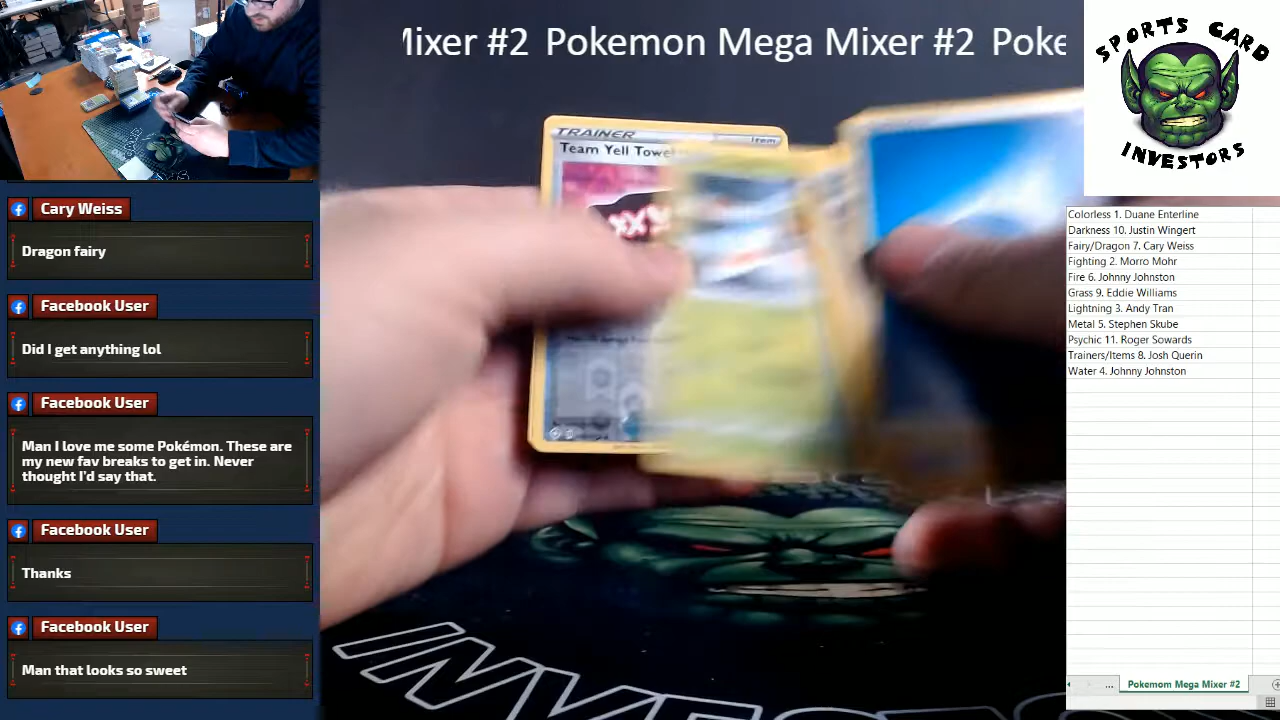 Mixer #2 Pokemon Mega Mixer #2 Poke
SPORTS CARD
INVESTORS
Cary Weiss
Dragon fairy
Facebook User
Did I get anything lol
Facebook User
Man I love me some Pokémon. These are
my new fav breaks to get in. Never
thought I'd say that.
Facebook User
Thanks
Facebook User
Man that looks so sweet
TRAINER
Item
Team Yell Towel
Colorless 1. Duane Enterline
Darkness 10. Justin Wingert
Fairy/Dragon 7. Cary Weiss
Fighting 2. Morro Mohr
Fire 6. Johnny Johnston
Grass 9. Eddie Williams
Lightning 3. Andy Tran
Metal 5. Stephen Skube
Psychic 11. Roger Sowards
Trainers/Items 8. Josh Querin
Water 4. Johnny Johnston
... Pokemom Mega Mixer #2